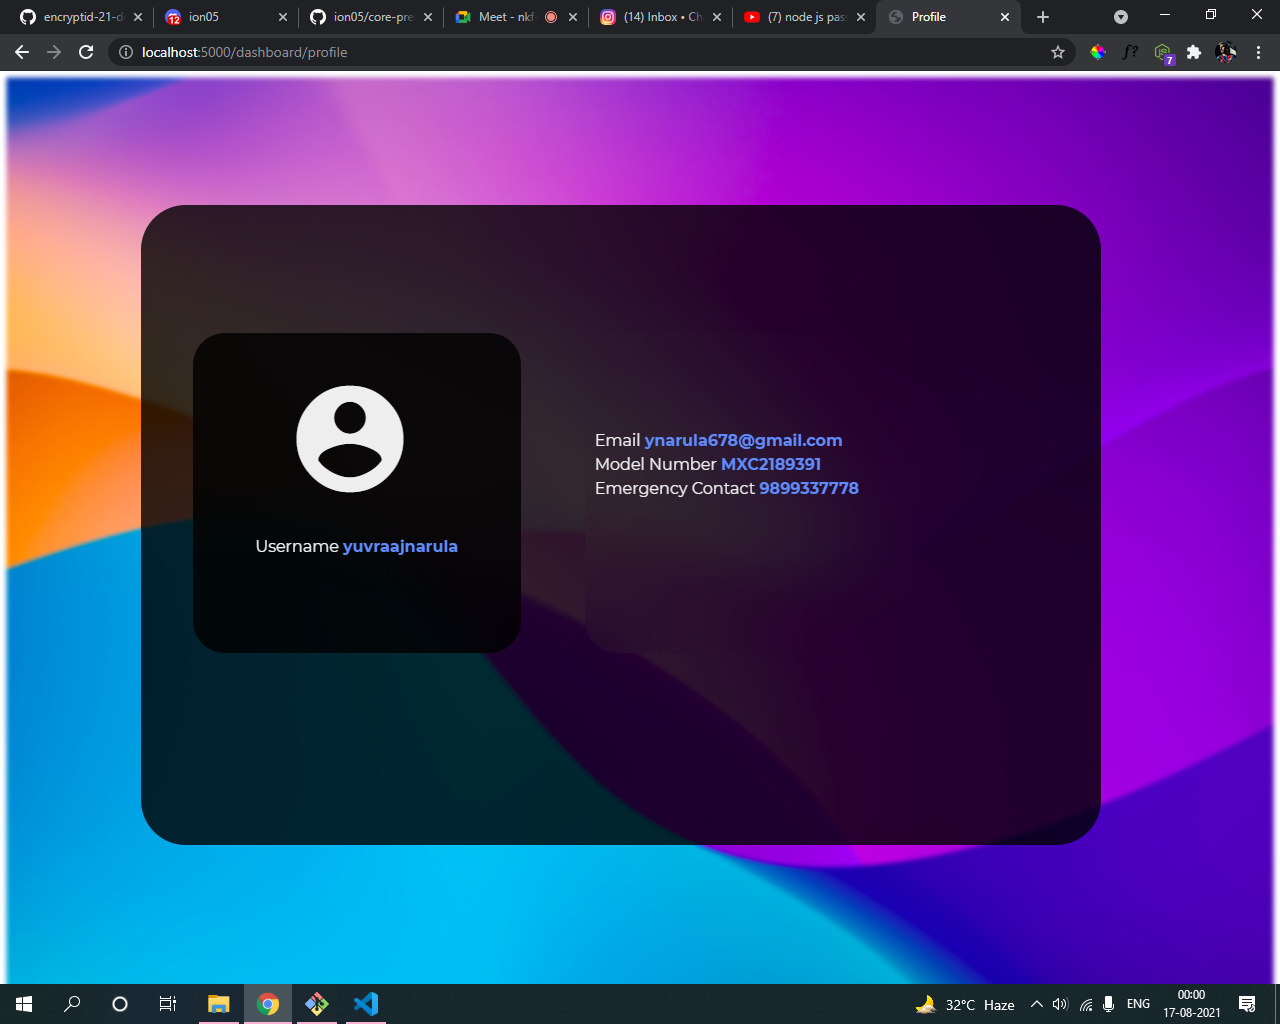 encryptid-21-d
12
ion05
ion05/core-pre
Meet - nkf-
(14) Inbox • Ch
(7) node js pas
Profile
localhost:5000/dashboard/profile
f?
7
Email ynarula678@gmail.com
Model Number MXC2189391
Emergency Contact 9899337778
Username yuvraajnarula
32°C Haze
ENG
00:00
17-08-2021